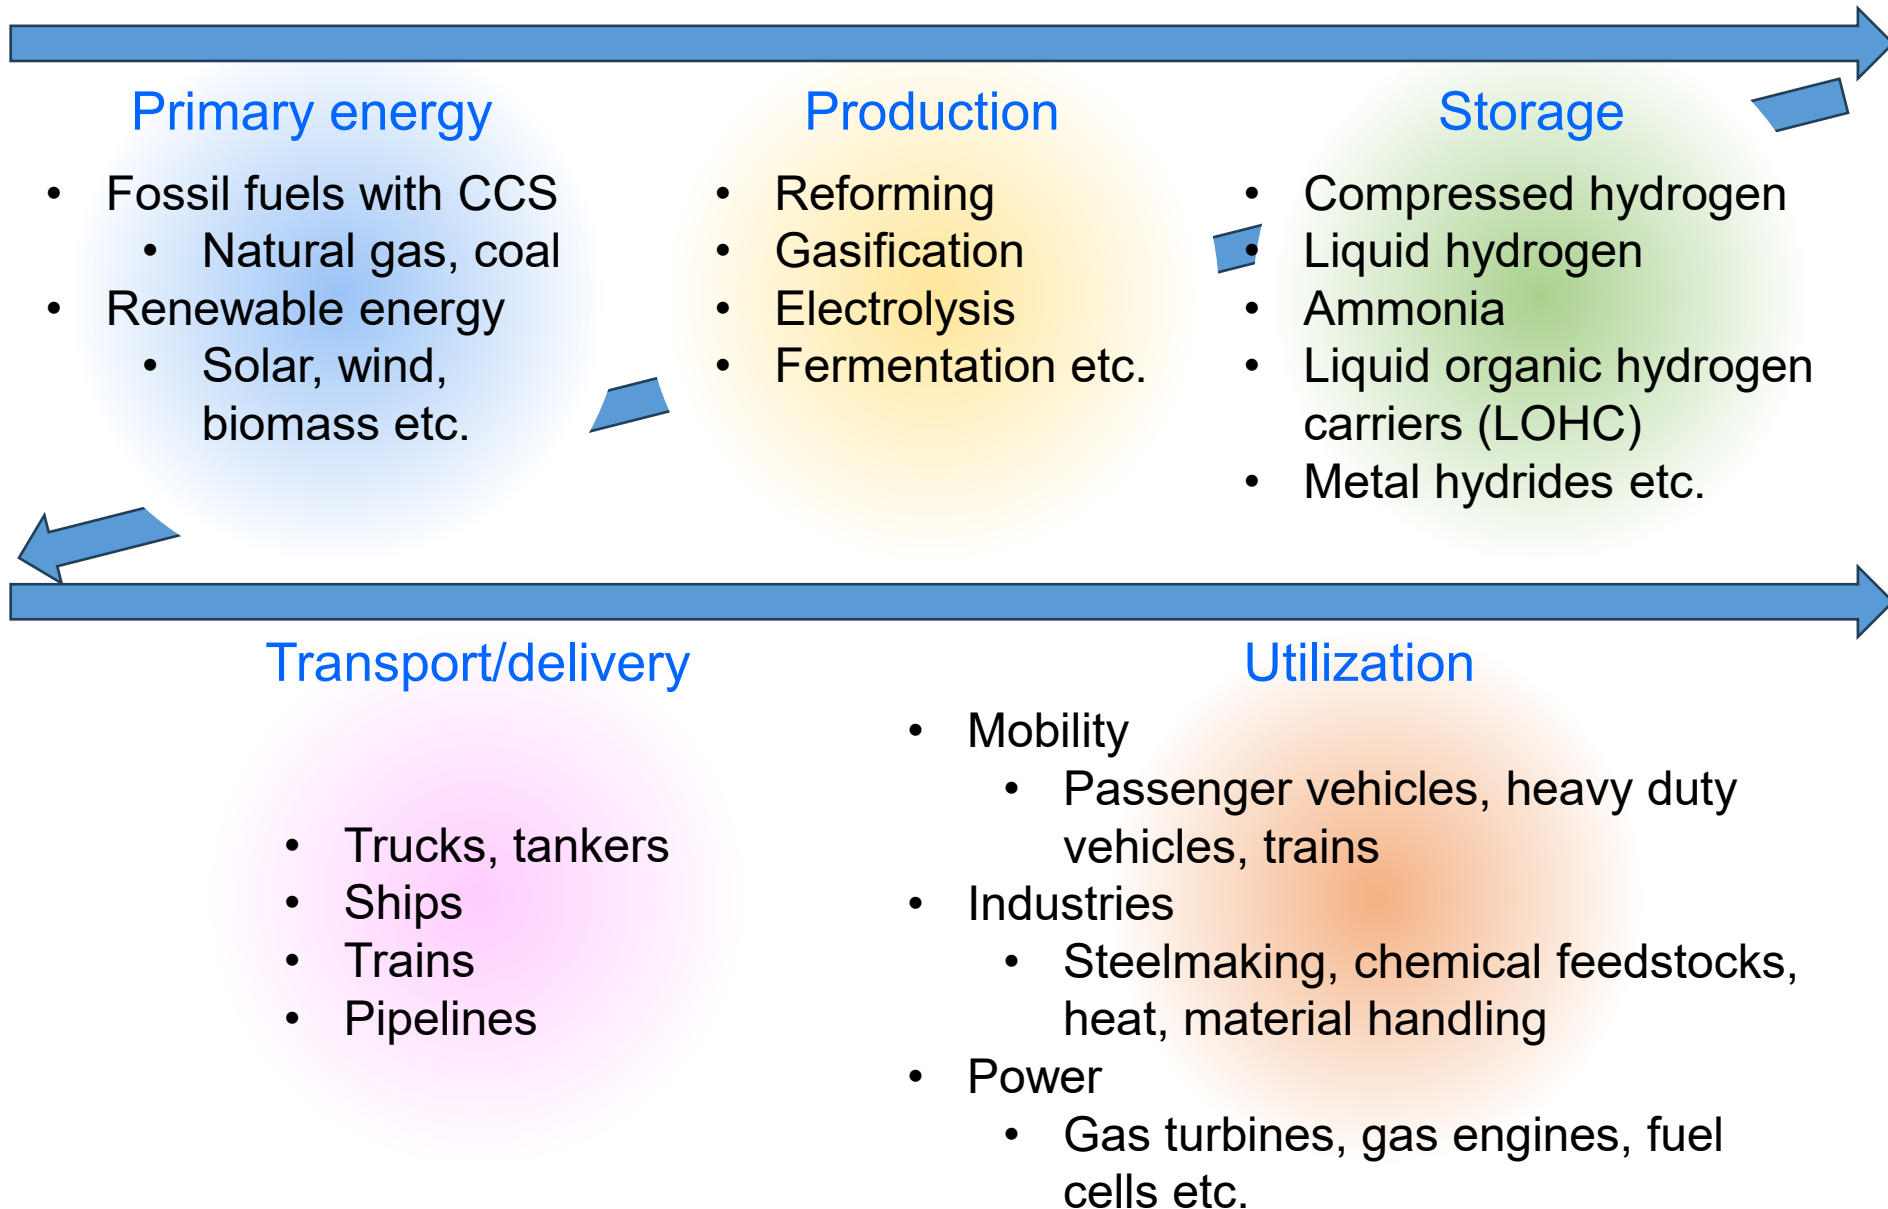 Primary energy
• Fossil fuels with CCS
• Natural gas, coal
• Renewable energy
• Solar, wind,
biomass etc.
Production
• Reforming
• Gasification
• Electrolysis
• Fermentation etc.
Storage
• Compressed hydrogen
• Liquid hydrogen
• Ammonia
• Liquid organic hydrogen
carriers (LOHC)
• Metal hydrides etc.
Transport/delivery
• Trucks, tankers
• Ships
• Trains
• Pipelines
Utilization
• Mobility
• Passenger vehicles, heavy duty
vehicles, trains
• Industries
• Steelmaking, chemical feedstocks,
heat, material handling
• Power
• Gas turbines, gas engines, fuel
cells etc.